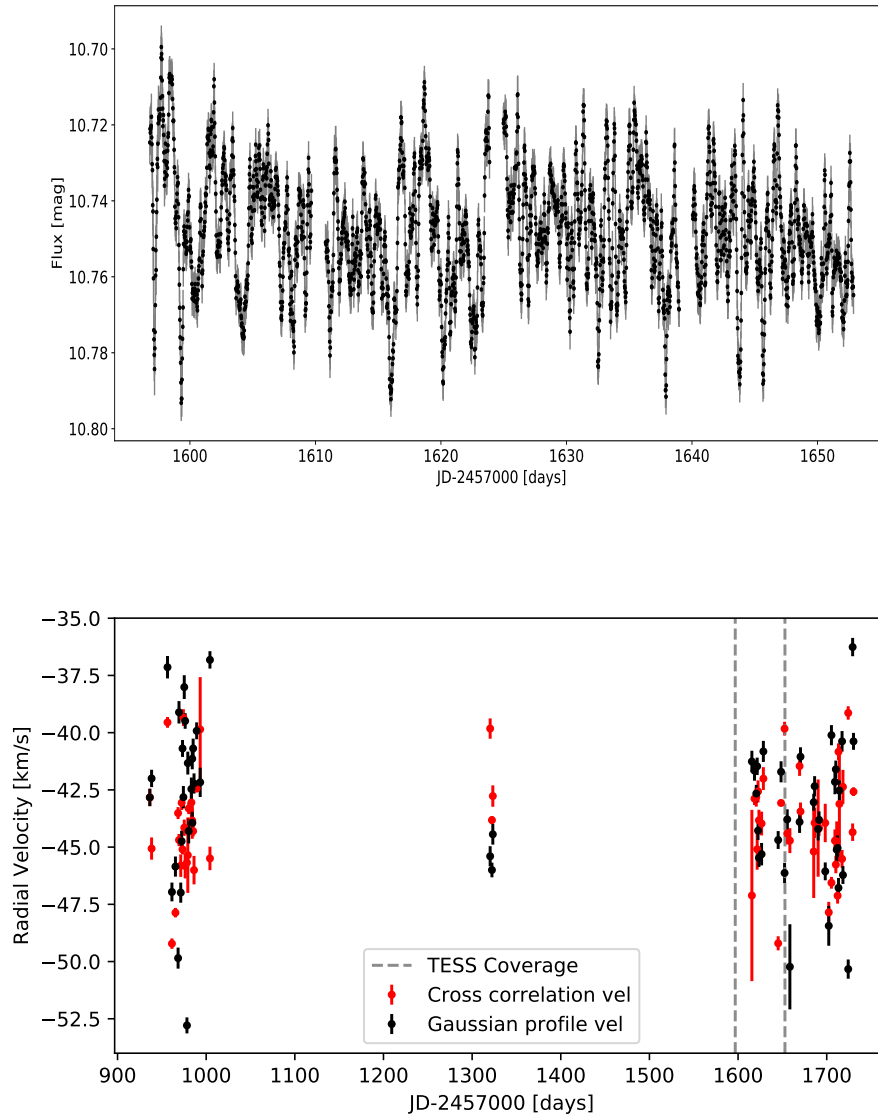 10.70
10.72
10.74
10.76
10.78
10.80
Flux [mag]
1600 1610 1620 1630 1640 1650
JD-2457000 [days]
−35.0
−37.5
−40.0
−42.5
−45.0
−47.5
−50.0
−52.5
Radial Velocity [km/s]
TESS Coverage
Cross correlation vel
Gaussian profile vel
900 1000 1100 1200 1300 1400 1500 1600 1700
JD-2457000 [days]